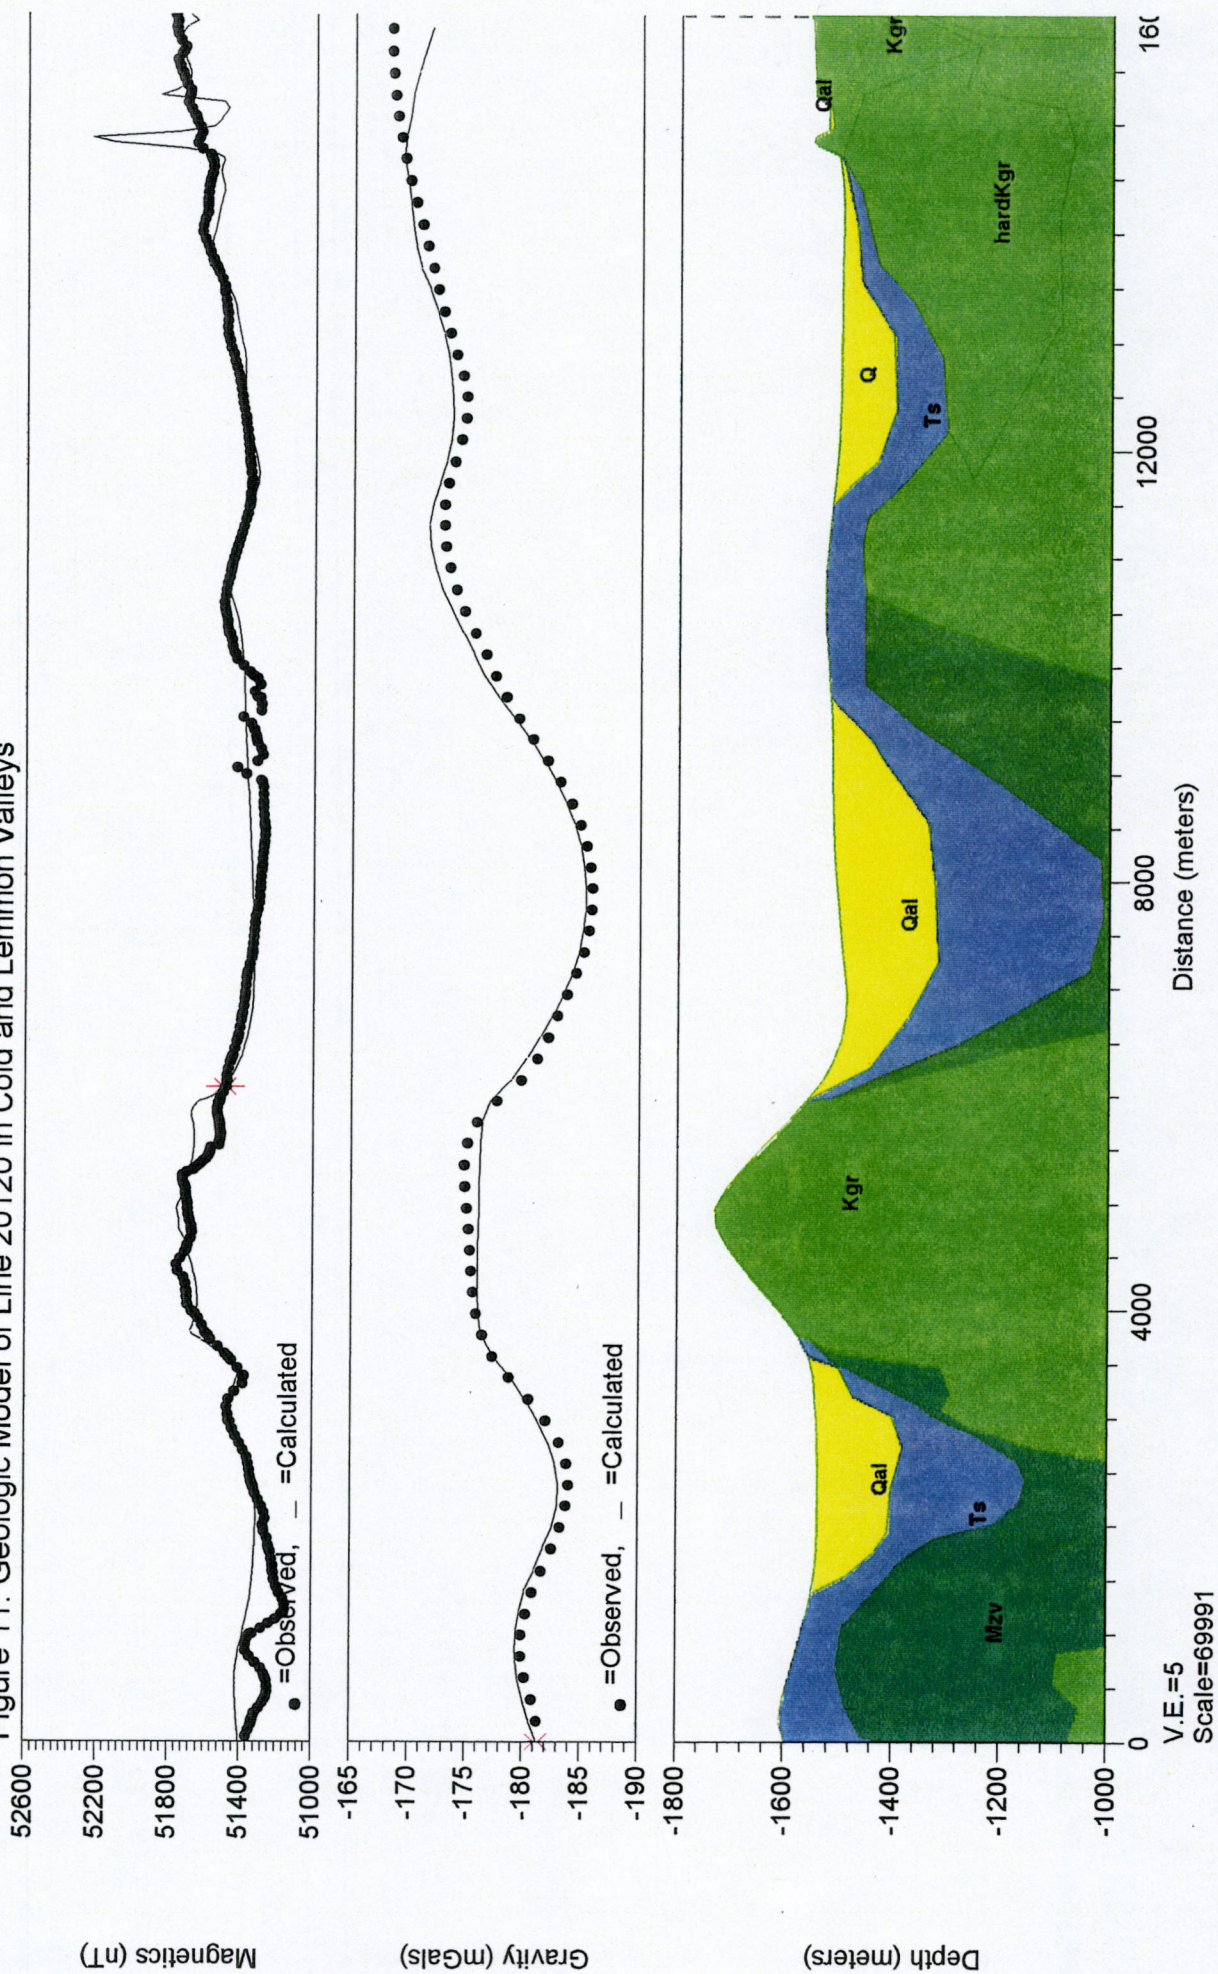 Figure 11. Geologic Model of Line 20120 in Cold and Lemmon Valleys
Magnetics (nT)
52600
52200
51800
51400
51000
● =Observed, — =Calculated
Gravity (mGals)
-165
-170
-175
-180
-185
-190
● =Observed, — =Calculated
Depth (meters)
-1800
-1600
-1400
-1200
-1000
Mzv
Qal
Ts
Kgr
Qal
Q
Ts
hardKgr
Qal
Kgr
0
4000
8000
12000
Distance (meters)
V.E.=5
Scale=69991